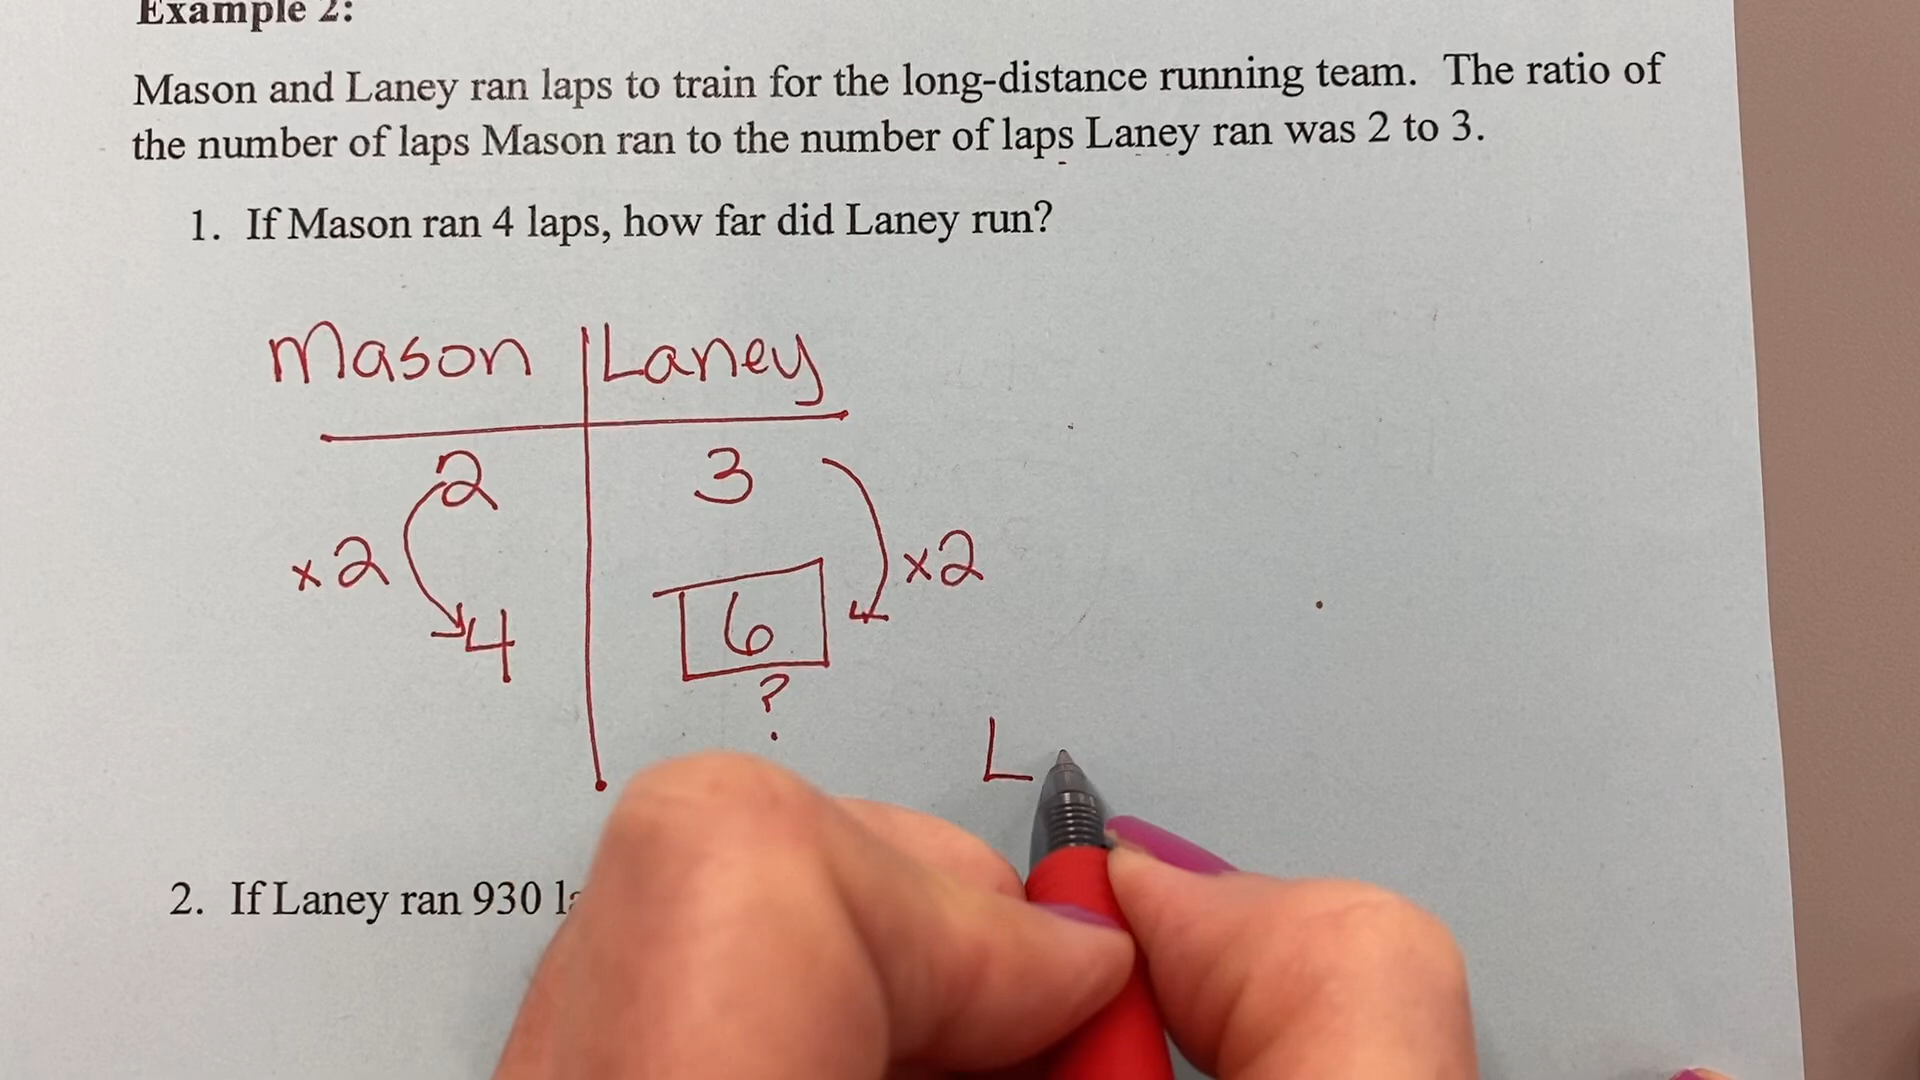 Example 2:
Mason and Laney ran laps to train for the long-distance running team. The ratio of
the number of laps Mason ran to the number of laps Laney ran was 2 to 3.
1. If Mason ran 4 laps, how far did Laney run?
Mason Laney
2 3
x2 x2
4 6
?
L
2. If Laney ran 930